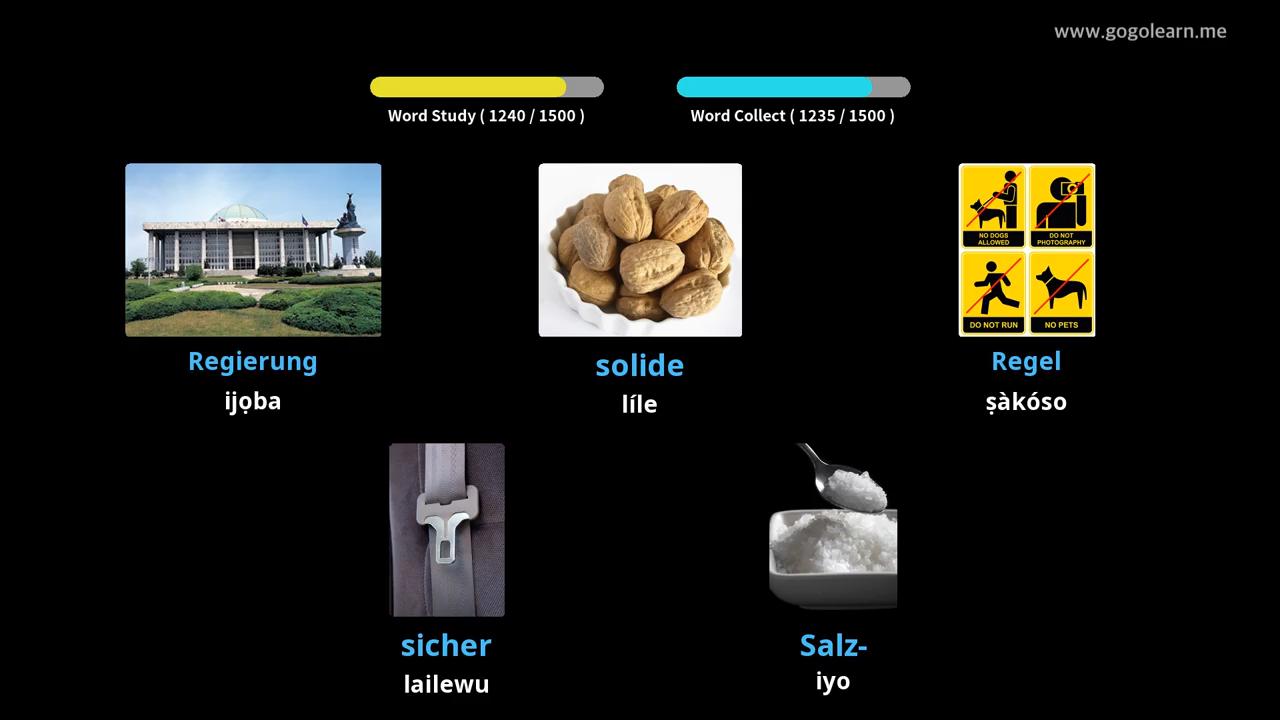 www.gogolearn.me
Word Study ( 1240 / 1500 )
Word Collect ( 1235 / 1500 )
NO DOGS
ALLOWED
DO NOT
PHOTOGRAPHY
DO NOT RUN
NO PETS
Regierung
solide
Regel
ijọba
líle
ṣàkóso
sicher
Salz-
lailewu
iyo